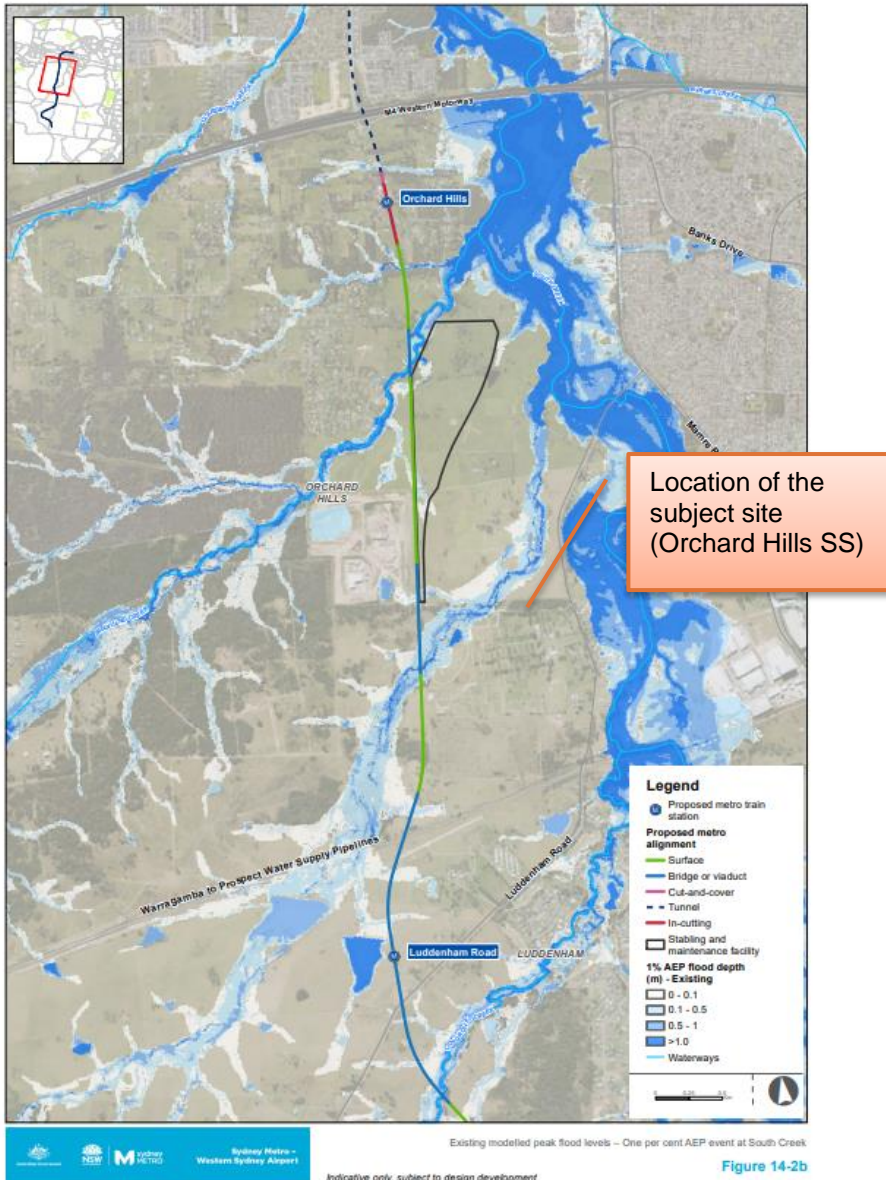 M4 Western Motorway
Orchard Hills
Banks Drive
ORCHARD
HILLS
Location of the
subject site
(Orchard Hills SS)
Warragamba to Prospect Water Supply Pipelines
Luddenham Road
Luddenham Road
LUDDENHAM
Legend
Proposed metro train
station
Proposed metro
alignment
Surface
Bridge or viaduct
Cut-and-cover
Tunnel
In-cutting
Stabling and
maintenance facility
1% AEP flood depth
(m) - Existing
0 - 0.1
0.1 - 0.5
0.5 - 1
>1.0
Waterways
NSW
M sydney
METRO
Sydney Metro –
Western Sydney Airport
Existing modelled peak flood levels – One per cent AEP event at South Creek
Figure 14-2b
Indicative only, subject to design development